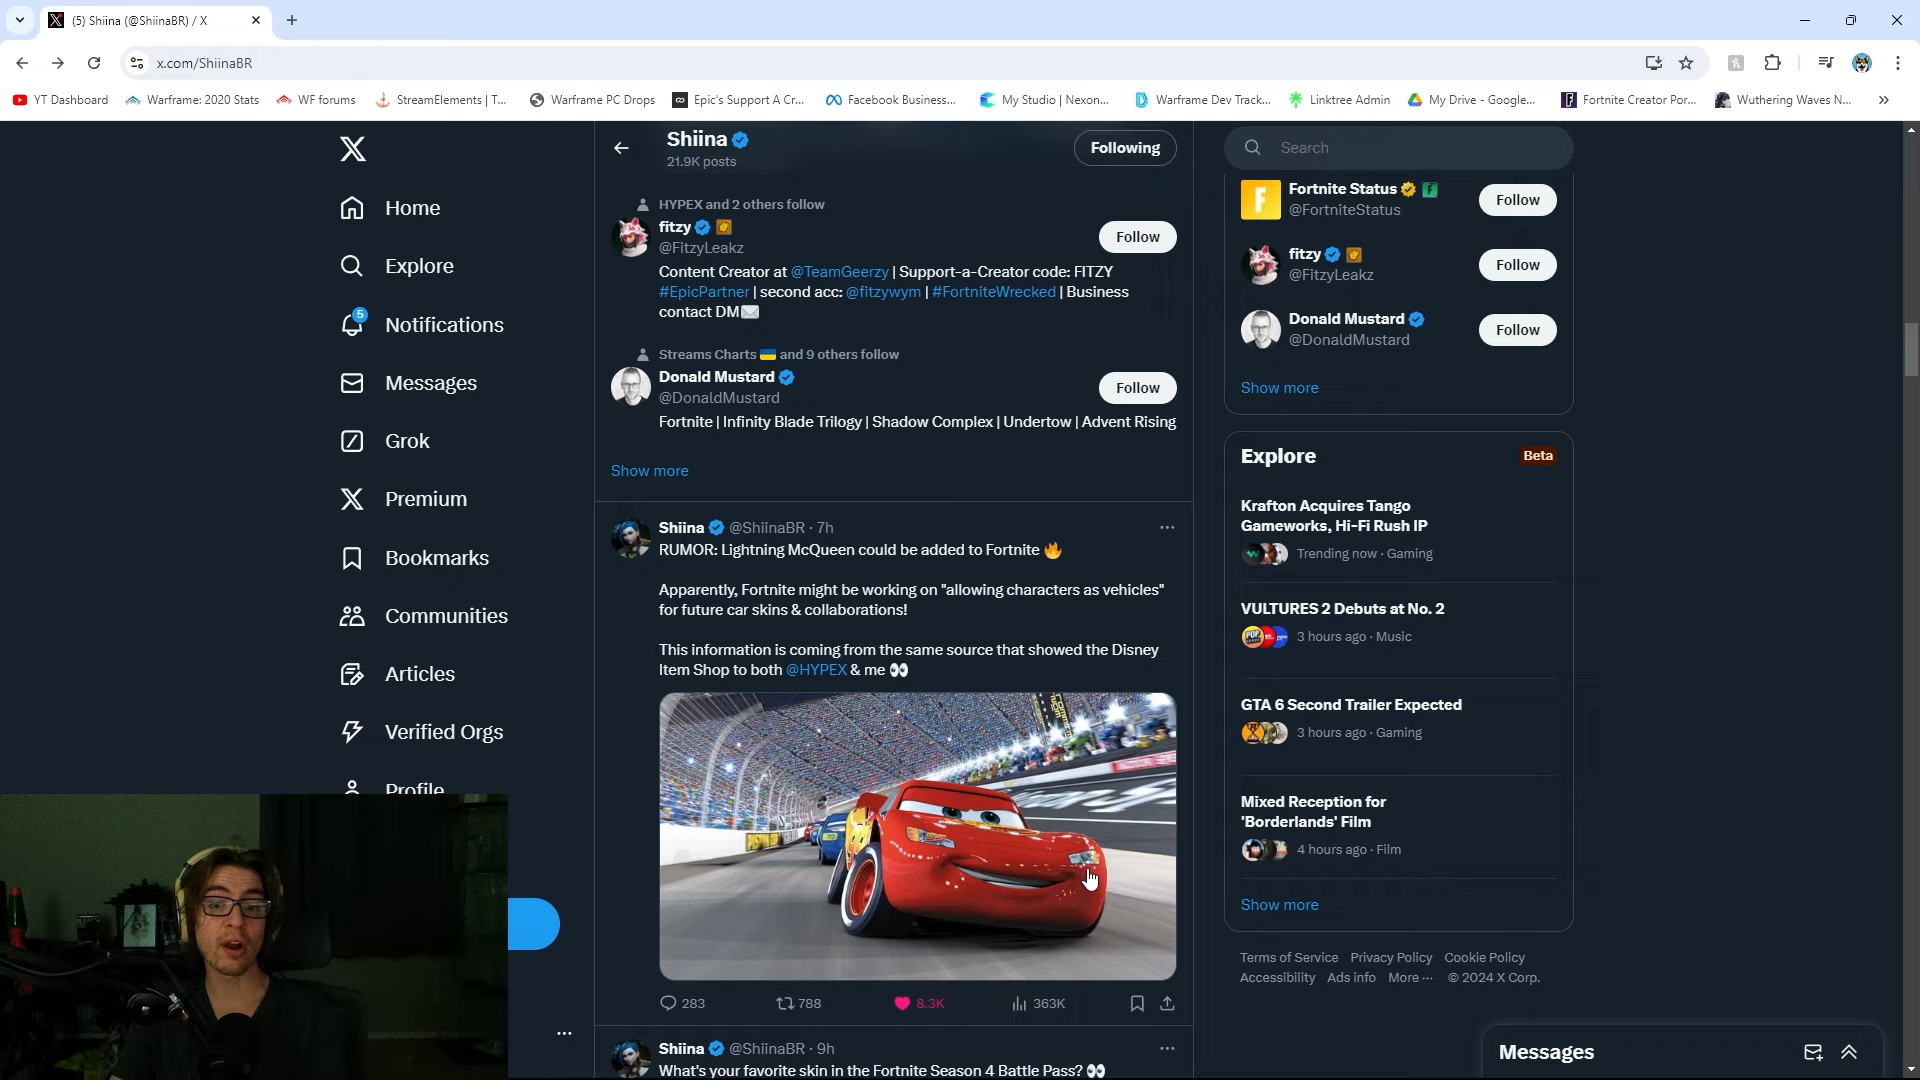 (5) Shiina (@ShiinaBR) / X
x.com/ShiinaBR
YT Dashboard
Warframe: 2020 Stats
WF forums
StreamElements | T...
Warframe PC Drops
Epic's Support A Cr...
Facebook Business...
My Studio | Nexon...
Warframe Dev Track...
Linktree Admin
My Drive - Google...
Fortnite Creator Por...
Wuthering Waves N...
Home
Explore
5
Notifications
Messages
Grok
Premium
Bookmarks
Communities
Articles
Verified Orgs
Profile
Shiina
21.9K posts
Following
HYPEX and 2 others follow
fitzy
@FitzyLeakz
Follow
Content Creator at @TeamGeerzy | Support-a-Creator code: FITZY
#EpicPartner | second acc: @fitzywym | #FortniteWrecked | Business
contact DM✉️
Streams Charts 🇺🇦 and 9 others follow
Donald Mustard
@DonaldMustard
Follow
Fortnite | Infinity Blade Trilogy | Shadow Complex | Undertow | Advent Rising
Show more
Shiina @ShiinaBR · 7h
RUMOR: Lightning McQueen could be added to Fortnite 🔥
Apparently, Fortnite might be working on "allowing characters as vehicles"
for future car skins & collaborations!
This information is coming from the same source that showed the Disney
Item Shop to both @HYPEX & me 👀
283
788
8.3K
363K
Shiina @ShiinaBR · 9h
What's your favorite skin in the Fortnite Season 4 Battle Pass? 👀
Search
Fortnite Status
@FortniteStatus
Follow
fitzy
@FitzyLeakz
Follow
Donald Mustard
@DonaldMustard
Follow
Show more
Explore
Beta
Krafton Acquires Tango
Gameworks, Hi-Fi Rush IP
Trending now · Gaming
VULTURES 2 Debuts at No. 2
3 hours ago · Music
GTA 6 Second Trailer Expected
3 hours ago · Gaming
Mixed Reception for
'Borderlands' Film
4 hours ago · Film
Show more
Terms of Service Privacy Policy Cookie Policy
Accessibility Ads info More ··· © 2024 X Corp.
Messages